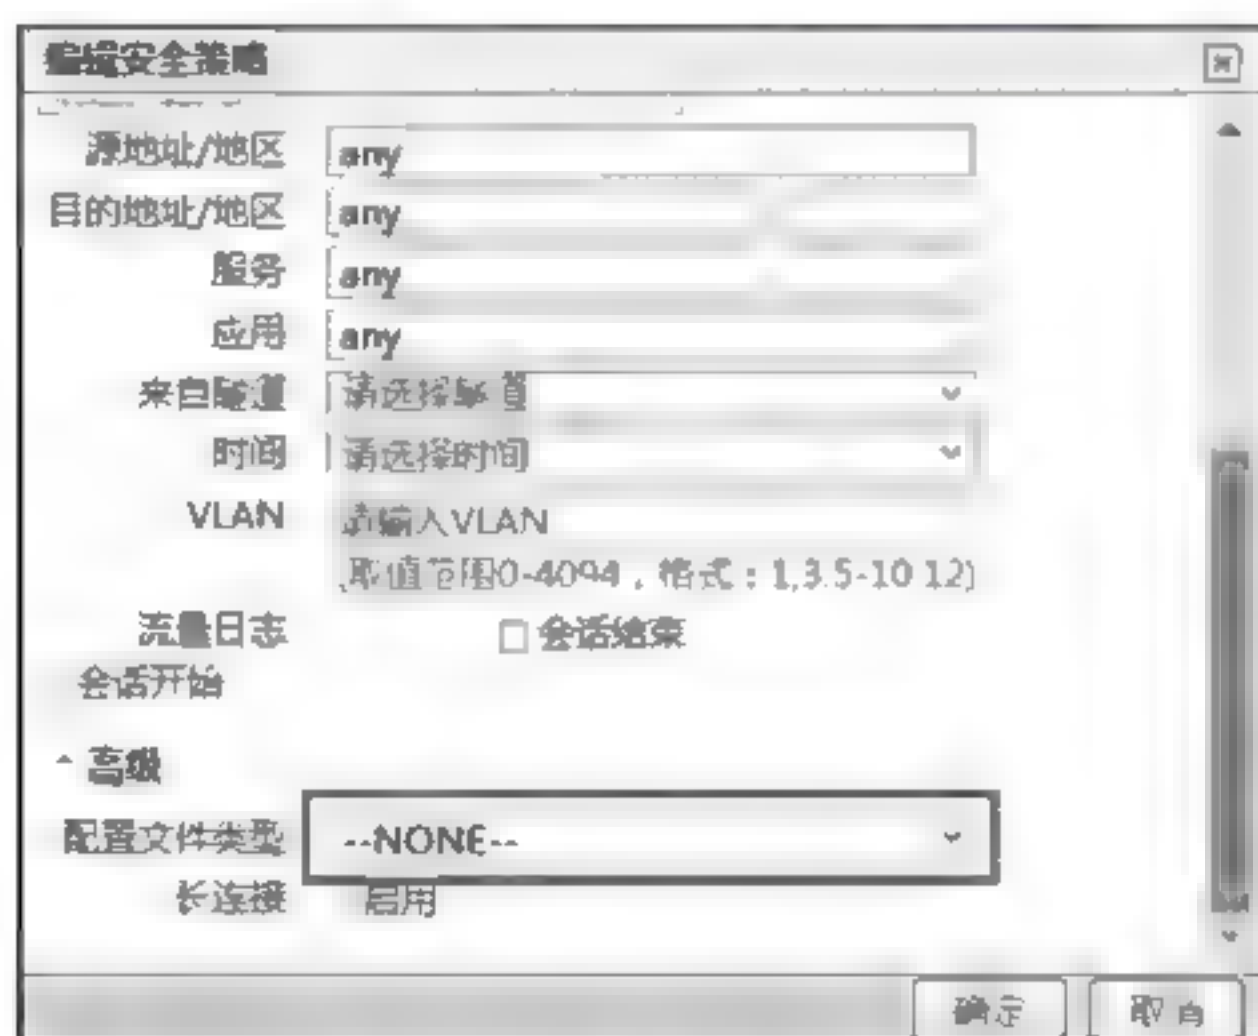 编辑安全策略
源地址/地区 any
目的地址/地区 any
服务 any
应用 any
来自隧道 请选择隧道
时间 请选择时间
VLAN 请输入VLAN
取值范围0-4094，格式：1,3.5-10 12)
流量日志 会话结束
会话开始
高级
配置文件类型 --NONE--
长连接 启用
确定 取